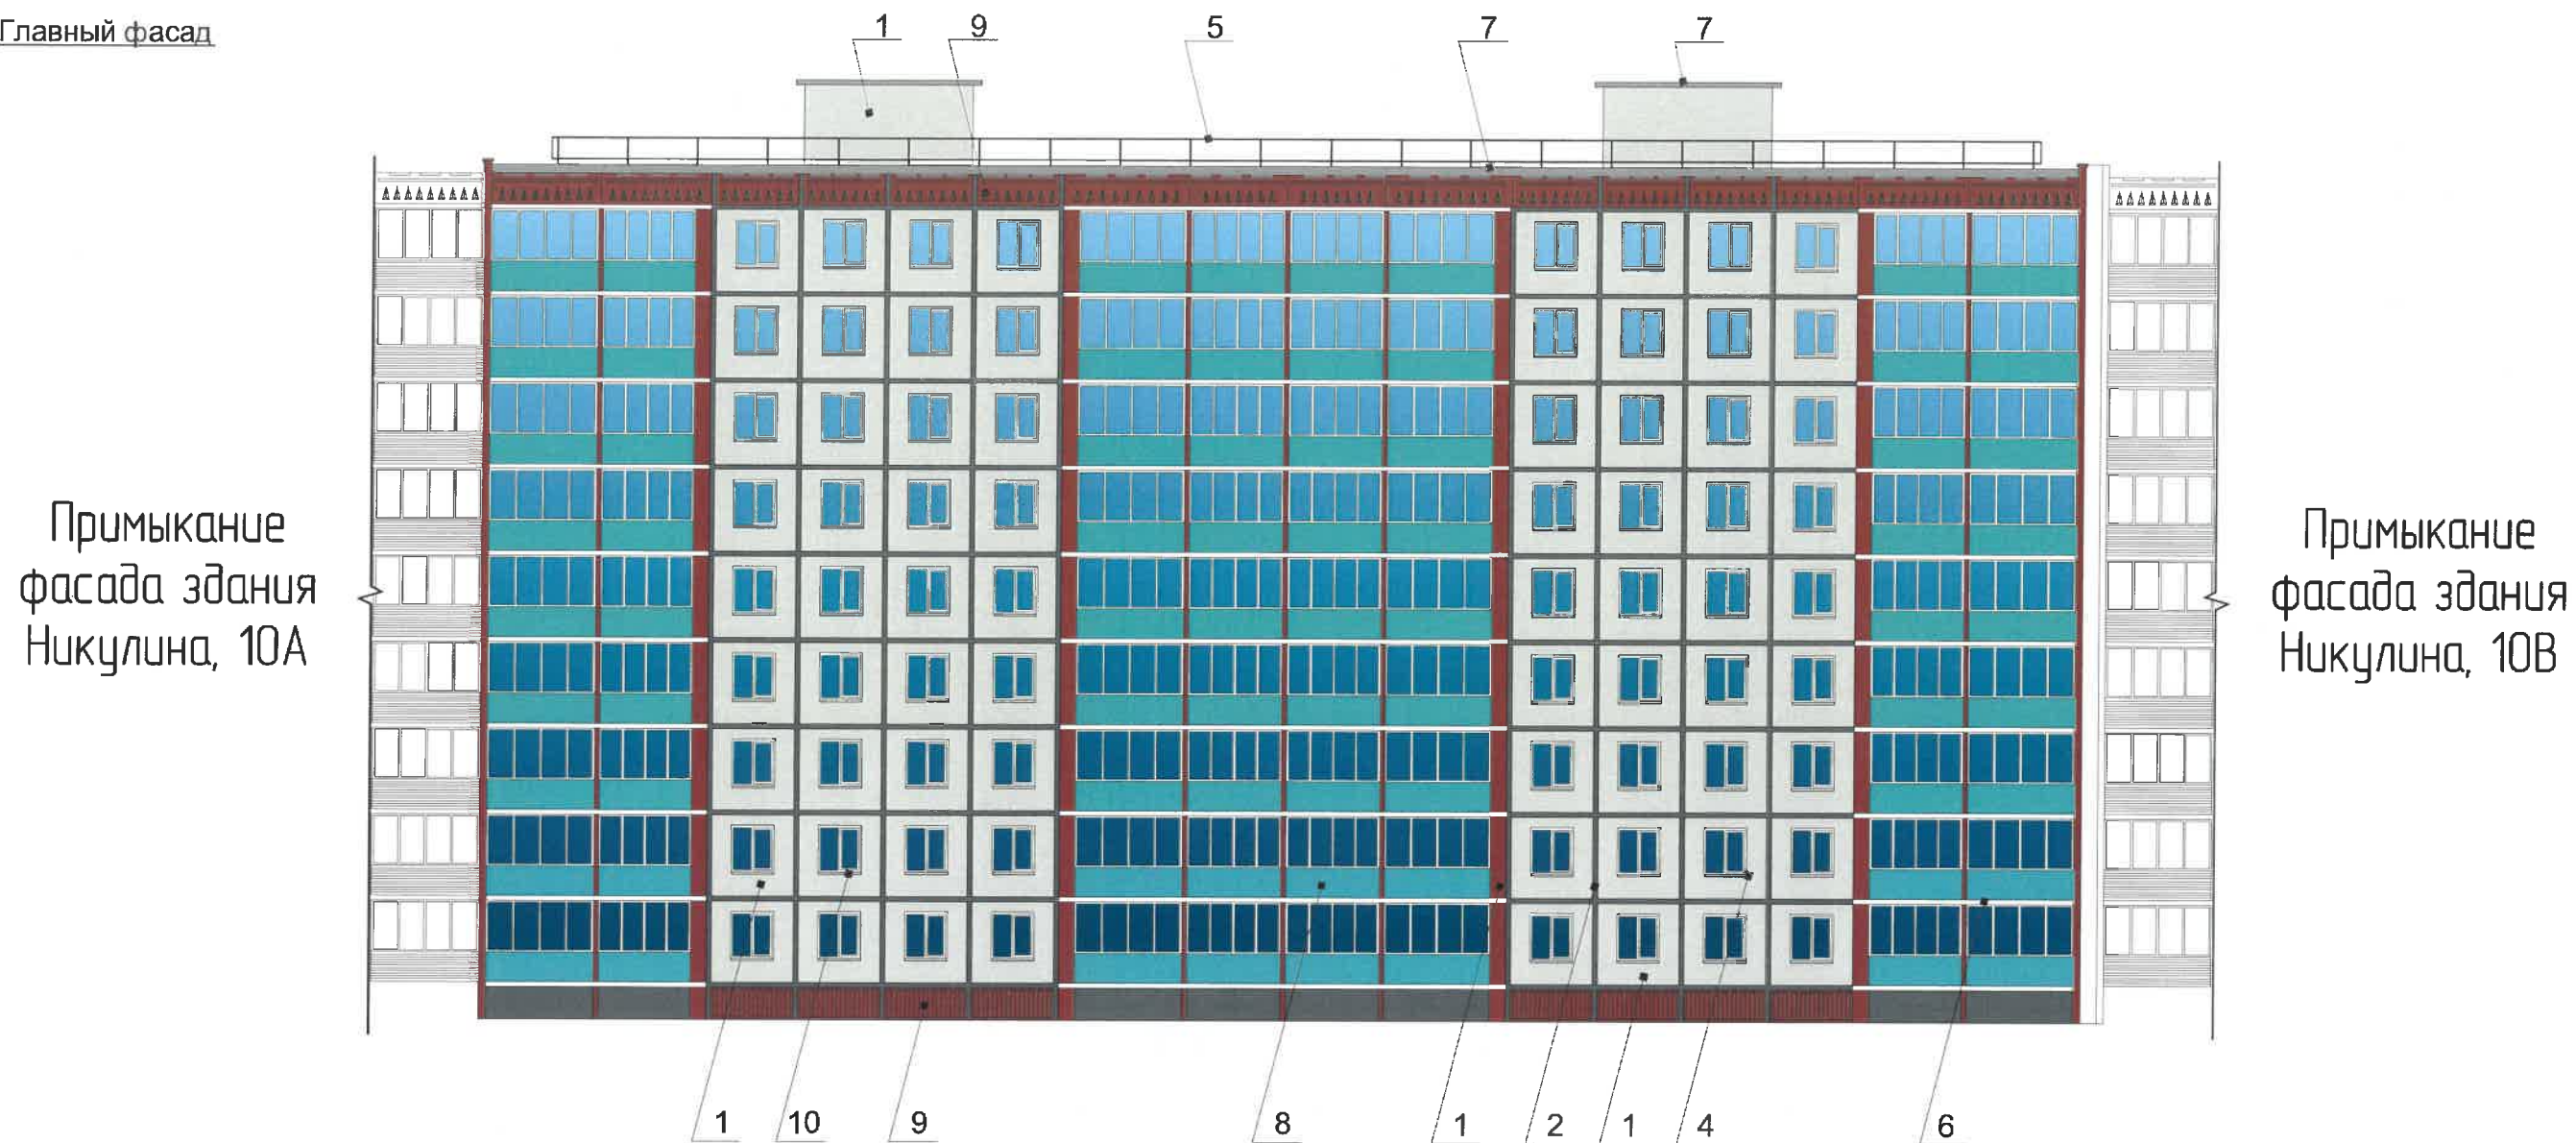 Главный фасад
1 9 5 7 7
Примыкание
фасада здания
Никулина, 10А
Примыкание
фасада здания
Никулина, 10В
1 10 9 8 1 2 1 4 6